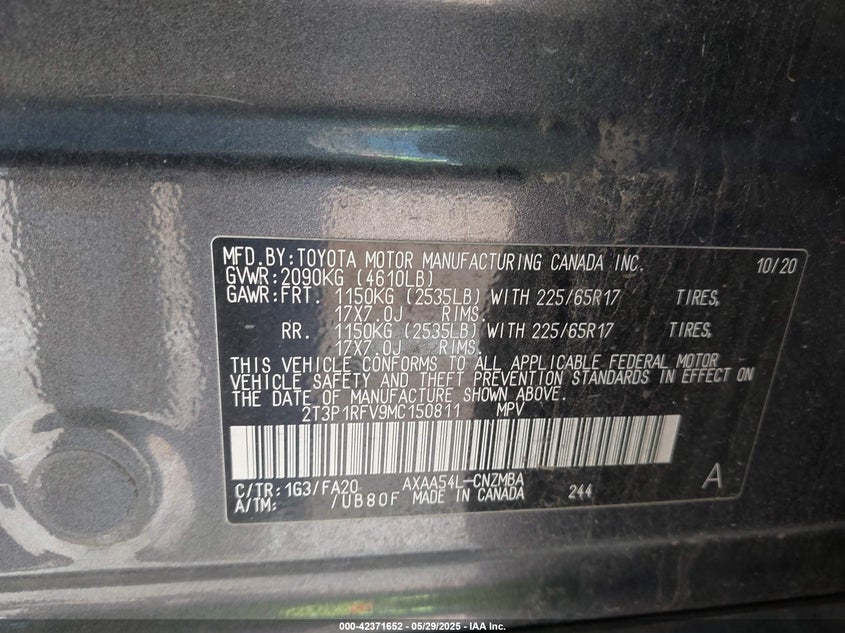 MFD.BY:TOYOTA MOTOR MANUFACTURING CANADA INC. 10/20
GVWR:2090KG (4610LB)
GAWR:FRT. 1150KG (2535LB) WITH 225/65R17 TIRES,
17X7.0J RIMS.
RR. 1150KG (2535LB) WITH 225/65R17 TIRES,
17X7.0J RIMS.
THIS VEHICLE CONFORMS TO ALL APPLICABLE FEDERAL MOTOR
VEHICLE SAFETY AND THEFT PREVENTION STANDARDS IN EFFECT ON
THE DATE OF MANUFACTURE SHOWN ABOVE.
2T3P1RFV9MC150811 MPV
C/TR:1G3/FA20 AXAA54L-CNZMBA A
A/TM: /UB80F MADE IN CANADA 244
000-42371652 - 05/29/2025 - IAA Inc.